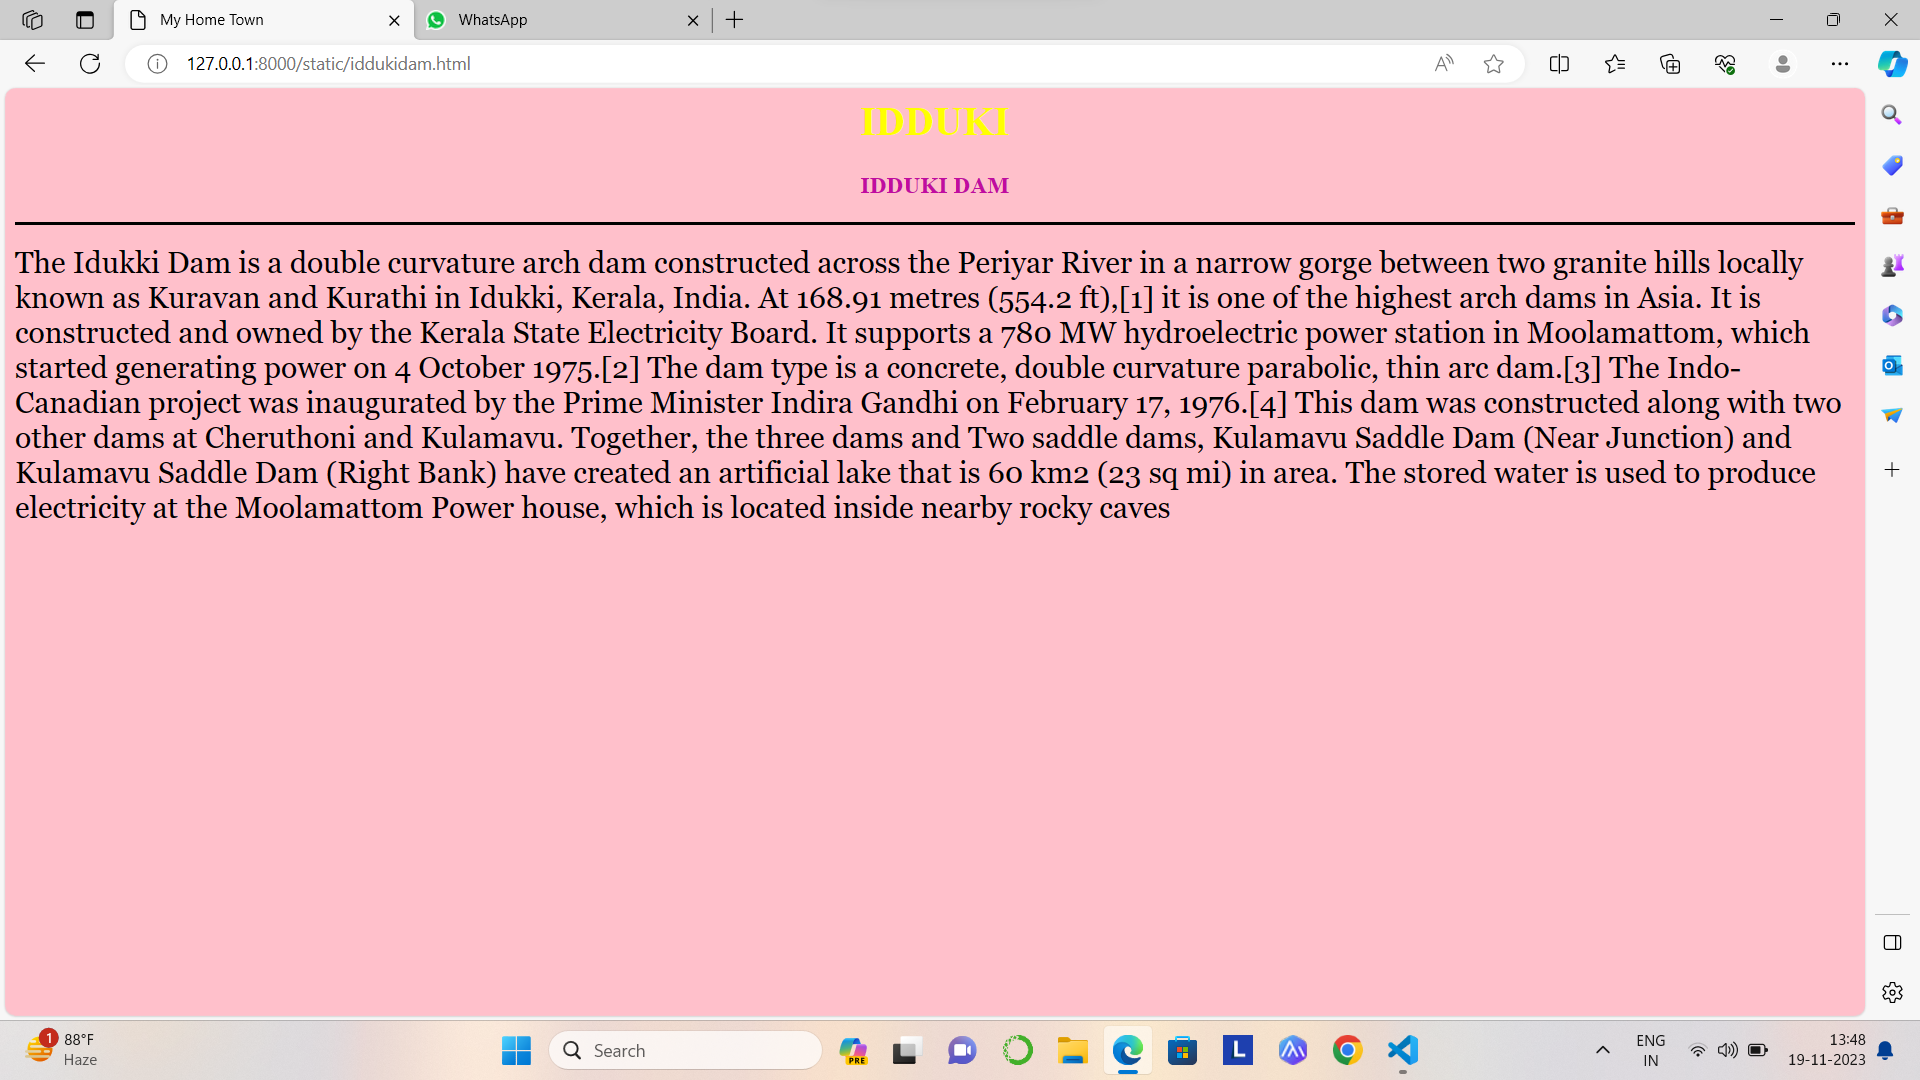 My Home Town
WhatsApp
127.0.0.1:8000/static/iddukidam.html
IDDUKI
IDDUKI DAM
The Idukki Dam is a double curvature arch dam constructed across the Periyar River in a narrow gorge between two granite hills locally
known as Kuravan and Kurathi in Idukki, Kerala, India. At 168.91 metres (554.2 ft),[1] it is one of the highest arch dams in Asia. It is
constructed and owned by the Kerala State Electricity Board. It supports a 780 MW hydroelectric power station in Moolamattom, which
started generating power on 4 October 1975.[2] The dam type is a concrete, double curvature parabolic, thin arc dam.[3] The Indo-
Canadian project was inaugurated by the Prime Minister Indira Gandhi on February 17, 1976.[4] This dam was constructed along with two
other dams at Cheruthoni and Kulamavu. Together, the three dams and Two saddle dams, Kulamavu Saddle Dam (Near Junction) and
Kulamavu Saddle Dam (Right Bank) have created an artificial lake that is 60 km2 (23 sq mi) in area. The stored water is used to produce
electricity at the Moolamattom Power house, which is located inside nearby rocky caves
1
88°F
Haze
Search
PRE
L
ENG
IN
13:48
19-11-2023